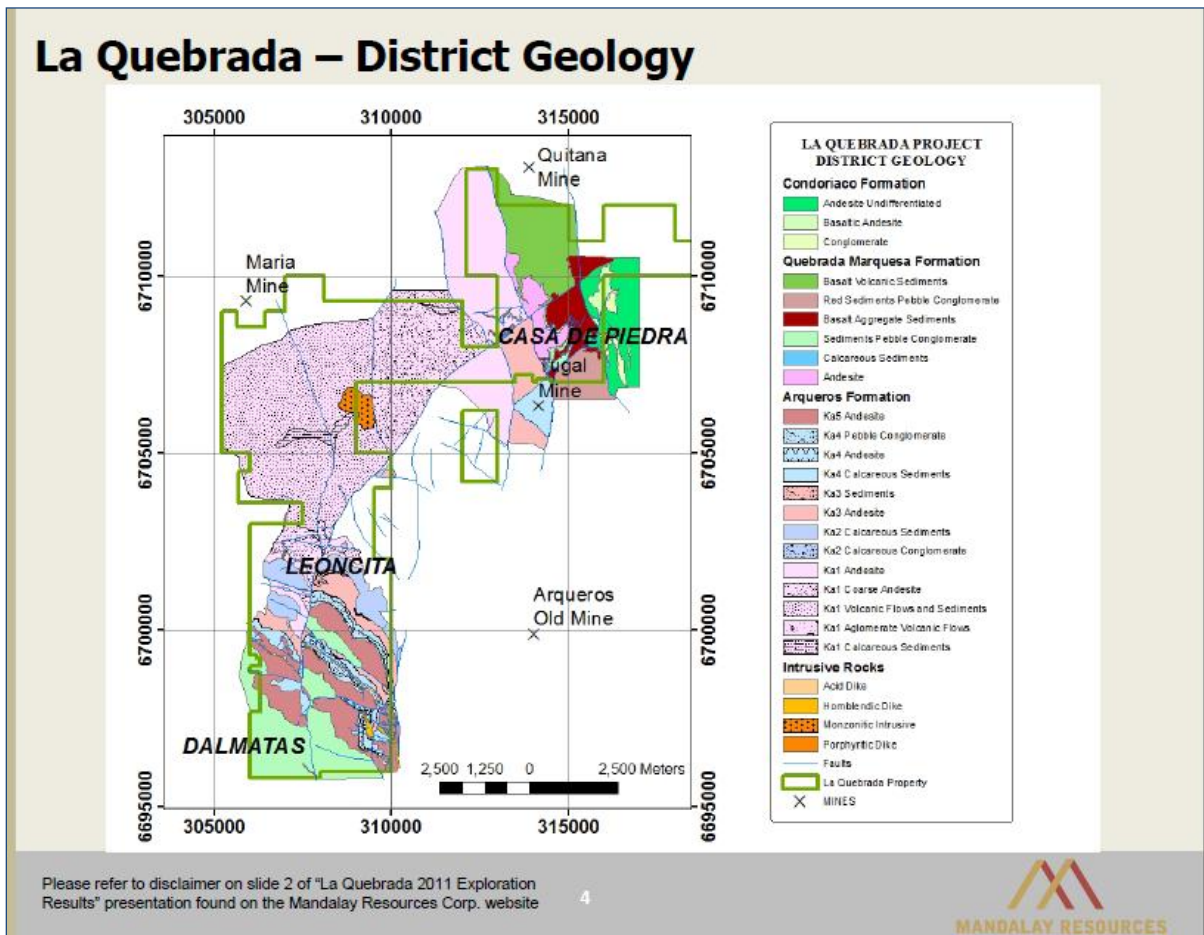 La Quebrada – District Geology
305000 310000 315000
Quitana
Mine
Maria
Mine
6710000 6710000
CASA DE PIEDRA
Mine
6705000 6705000
LEONCITA
Arqueros
Old Mine
6700000 6700000
DALMATAS
2,500 1,250 0 2,500 Meters
6695000 6695000
305000 310000 315000
LA QUEBRADA PROJECT
DISTRICT GEOLOGY
Condoriaco Formation
Andesite Undifferentiated
Basaltic Andesite
Conglomerate
Quebrada Marquesa Formation
Basalt Volcanic Sediments
Red Sediments Pebble Conglomerate
Basalt Aggregate Sediments
Sediments Pebble Conglomerate
Calcareous Sediments
Andesite
Arqueros Formation
Ka5 Andesite
Ka4 Pebble Conglomerate
Ka4 Andesite
Ka4 Calcareous Sediments
Ka3 Sediments
Ka3 Andesite
Ka2 Calcareous Sediments
Ka2 Calcareous Conglomerate
Ka1 Andesite
Ka1 Coarse Andesite
Ka1 Volcanic Flows and Sediments
Ka1 Aglomerate Volcanic Flows
Ka1 Calcareous Sediments
Intrusive Rocks
Acid Dike
Hornblendic Dike
Monzonitic Intrusive
Porphyritic Dike
Faults
La Quebrada Property
MINES
Please refer to disclaimer on slide 2 of "La Quebrada 2011 Exploration
Results" presentation found on the Mandalay Resources Corp. website
4
MANDALAY RESOURCES